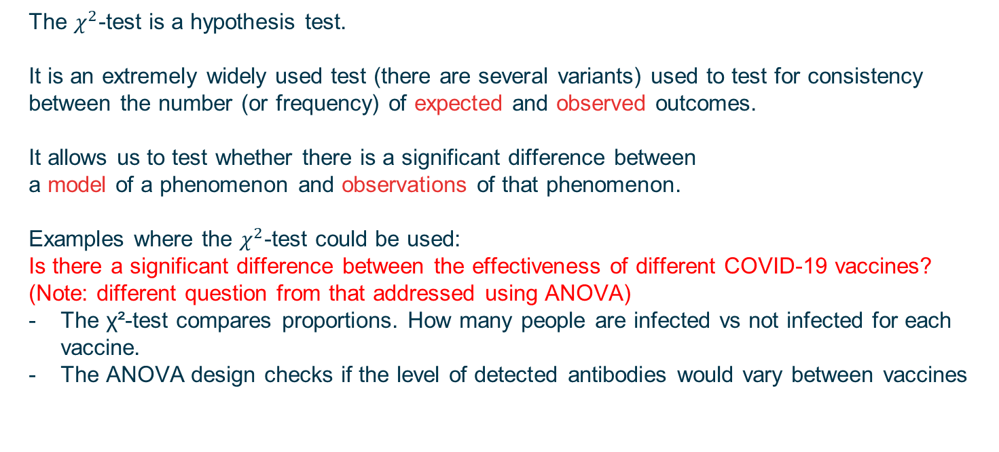 The χ²-test is a hypothesis test.
It is an extremely widely used test (there are several variants) used to test for consistency
between the number (or frequency) of expected and observed outcomes.
It allows us to test whether there is a significant difference between
a model of a phenomenon and observations of that phenomenon.
Examples where the χ²-test could be used:
Is there a significant difference between the effectiveness of different COVID-19 vaccines?
(Note: different question from that addressed using ANOVA)
- The χ²-test compares proportions. How many people are infected vs not infected for each
vaccine.
- The ANOVA design checks if the level of detected antibodies would vary between vaccines